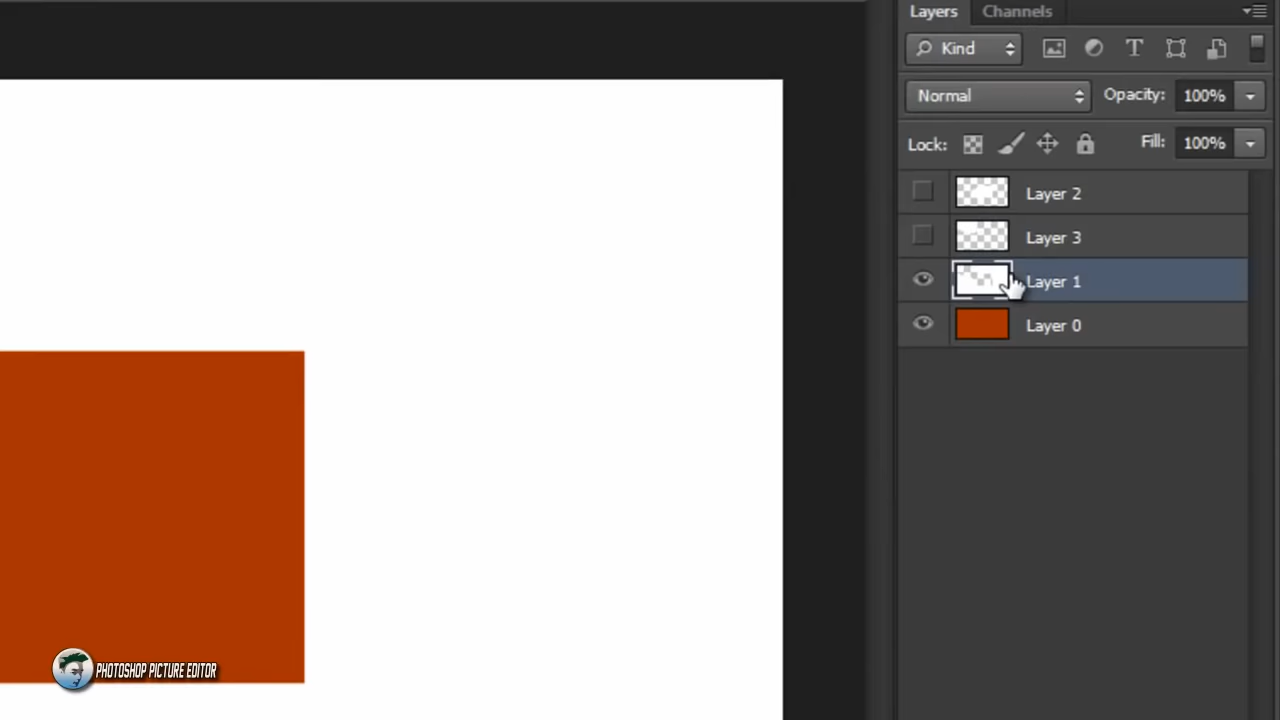 Layers Channels
Kind
Normal Opacity: 100%
Lock: Fill: 100%
Layer 2
Layer 3
Layer 1
Layer 0
PHOTOSHOP PICTURE EDITOR